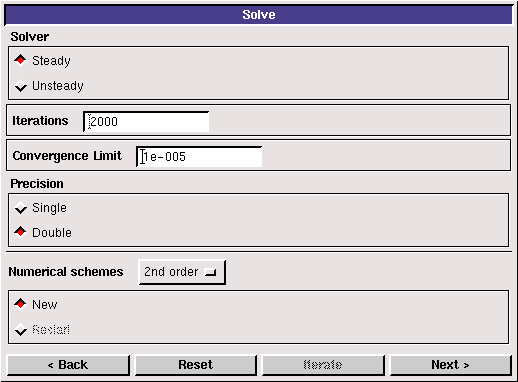 Solve
Solver
Steady
Unsteady
Iterations 2000
Convergence Limit 1e-005
Precision
Single
Double
Numerical schemes 2nd order
New
Restart
< Back Reset Iterate Next >